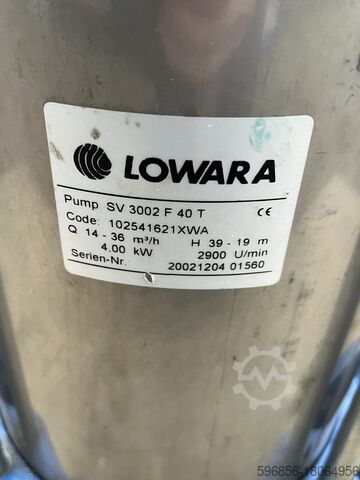 LOWARA
Pump SV 3002 F 40 T CE
Code: 102541621XWA
Q 14 - 36 m³/h H 39 - 19 m
4.00 kW 2900 U/min
Serien-Nr. 20021204 01560
596856-18064956